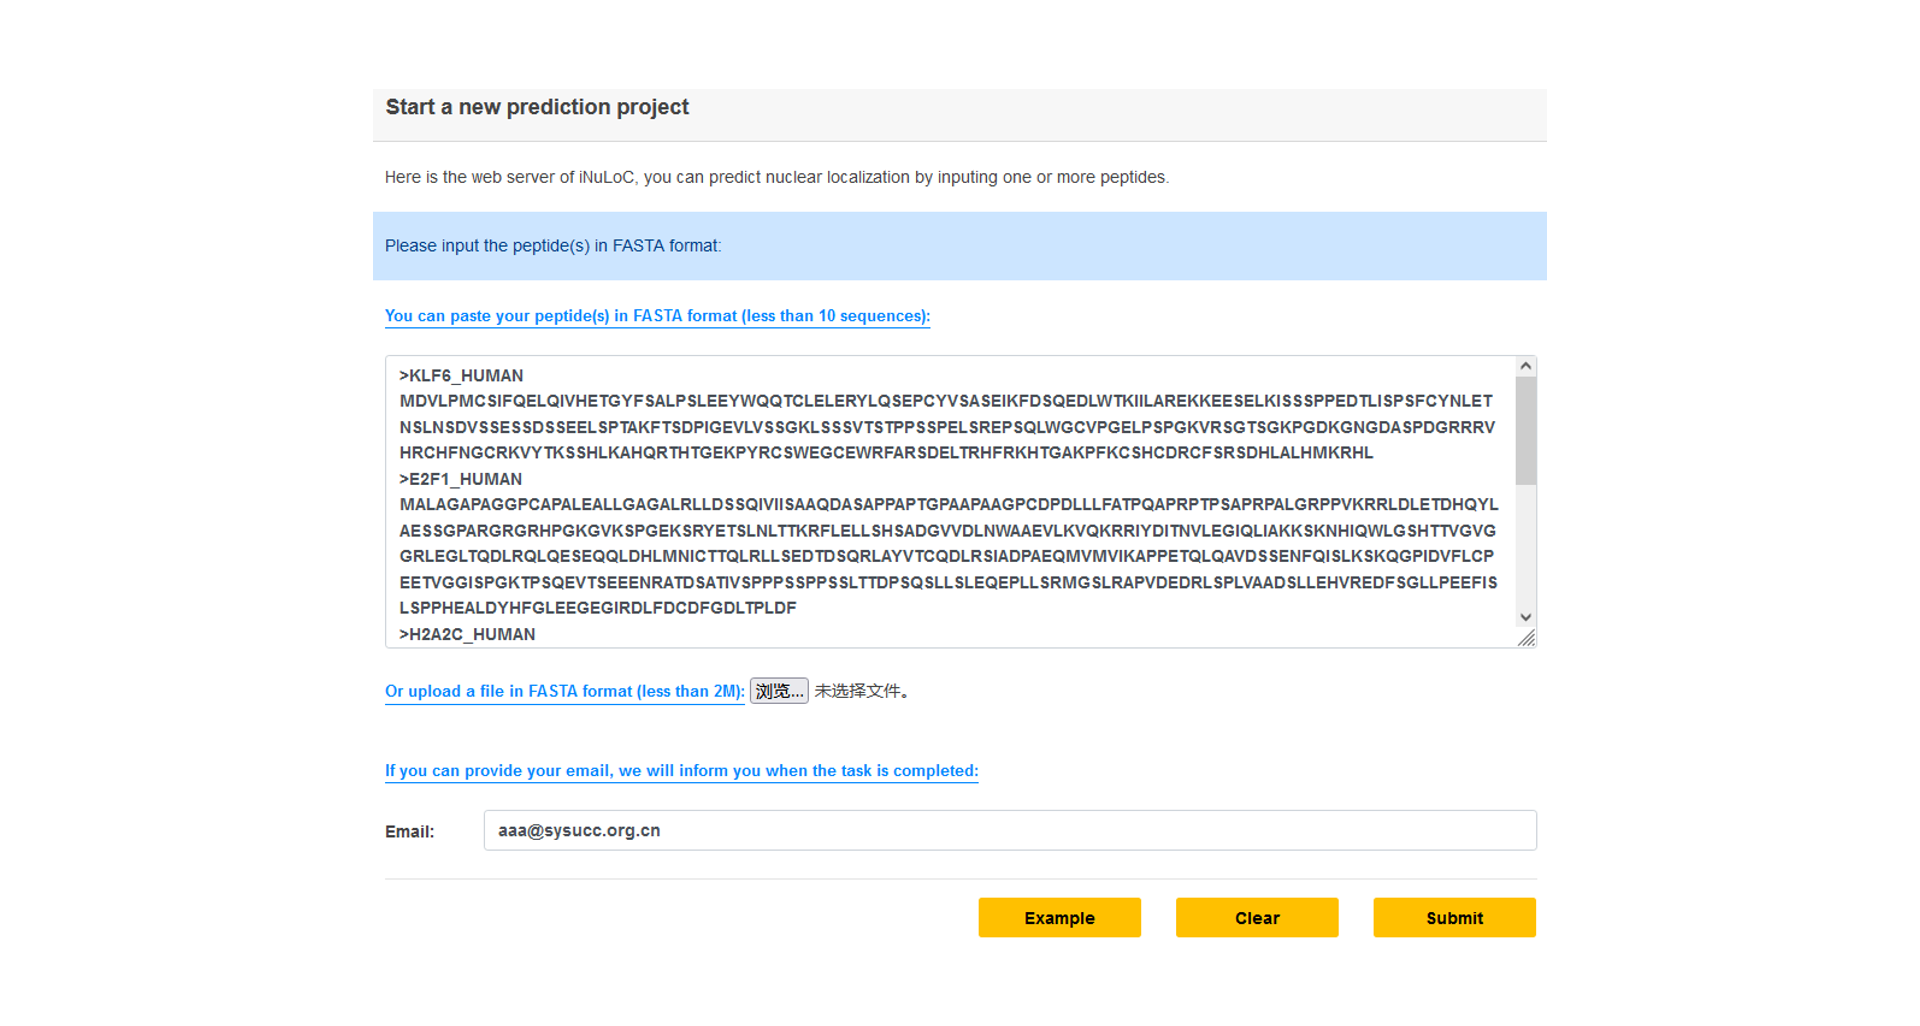 Start a new prediction project
Here is the web server of iNuLoC, you can predict nuclear localization by inputing one or more peptides.
Please input the peptide(s) in FASTA format:
You can paste your peptide(s) in FASTA format (less than 10 sequences):
>KLF6_HUMAN
MDVLPMCSIFQELQIVHETGYFSALPSLEEYWQQTCLELERYLQSEPCYVSASEIKFDSQEDLWTKIILAREKKEESELKISSSPPEDTLISPSFCYNLET
NSLNSDVSSESSDSSEELSPTAKFTSDPIGEVLVSSGKLSSSVTSTPPSSPELSREPSQLWGCVPGELPSPGKVRSGTSGKPGDKGNGDASPDGRRRV
HRCHFNGCRKVYTKSSHLKAHQRTHTGEKPYRCSWEGCEWRFARSDELTRHFRKHTGAKPFKCSHCDRCFSRSDHLALHMKRHL
>E2F1_HUMAN
MALAGAPAGGPCAPALEALLGAGALRLLDSSQIVIISAAQDASAPPAPTGPAAPAAGPCDPDLLLFATPQAPRPTPSAPRPALGRPPVKRRLDLETDHQYL
AESSGPARGRGRHPGKGVKSPGEKSRYETSLNLTTKRFLELLSHSADGVVDLNWAAEVLKVQKRRIYDITNVLEGIQLIAKKSKNHIQWLGSHTTVGVG
GRLEGLTQDLRQLQESEQQLDHLMNICTTQLRLLSEDTDSQRLAYVTCQDLRSIADPAEQMVMVIKAPPETQLQAVDSSENFQISLKSKQGPIDVFLCP
EETVGGISPGKTPSQEVTSEEENRATDSATIVSPPPSSPPSSLTTDPSQSLLSLEQEPLLSRMGSLRAPVDEDRLSPLVAADSLLEHVREDFSGLLPEEFIS
LSPPHEALDYHFGLEEGEGIRDLFDCDFGDLTPLDF
>H2A2C_HUMAN
Or upload a file in FASTA format (less than 2M): 浏览... 未选择文件。
If you can provide your email, we will inform you when the task is completed:
Email: aaa@sysucc.org.cn
Example Clear Submit